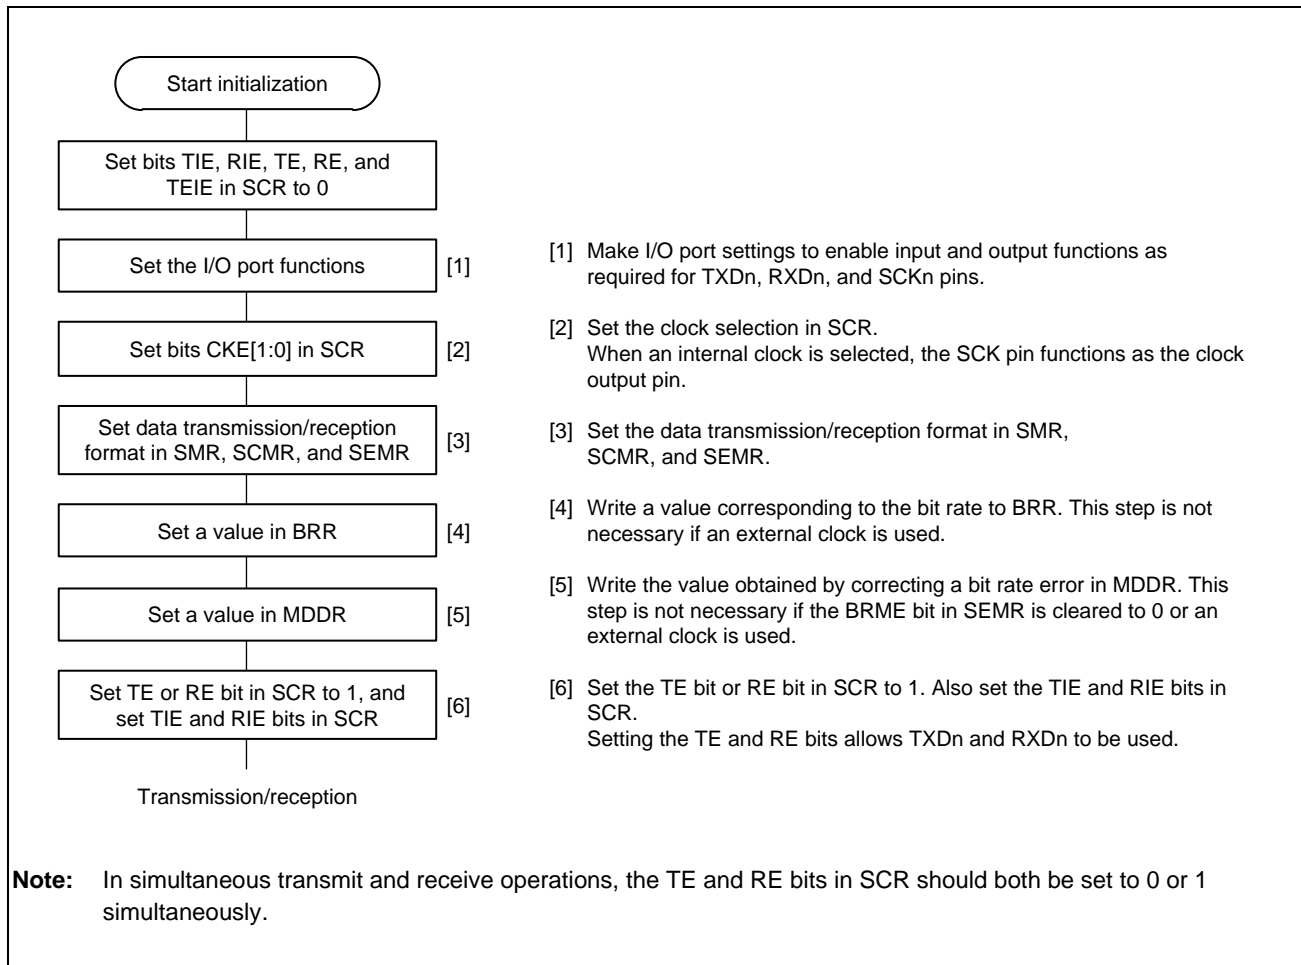 Start initialization
Set bits TIE, RIE, TE, RE, and
TEIE in SCR to 0
Set the I/O port functions
[1]
Set bits CKE[1:0] in SCR
[2]
Set data transmission/reception
format in SMR, SCMR, and SEMR
[3]
Set a value in BRR
[4]
Set a value in MDDR
[5]
Set TE or RE bit in SCR to 1, and
set TIE and RIE bits in SCR
[6]
Transmission/reception
[1] Make I/O port settings to enable input and output functions as
required for TXDn, RXDn, and SCKn pins.
[2] Set the clock selection in SCR.
When an internal clock is selected, the SCK pin functions as the clock
output pin.
[3] Set the data transmission/reception format in SMR,
SCMR, and SEMR.
[4] Write a value corresponding to the bit rate to BRR. This step is not
necessary if an external clock is used.
[5] Write the value obtained by correcting a bit rate error in MDDR. This
step is not necessary if the BRME bit in SEMR is cleared to 0 or an
external clock is used.
[6] Set the TE bit or RE bit in SCR to 1. Also set the TIE and RIE bits in
SCR.
Setting the TE and RE bits allows TXDn and RXDn to be used.
Note: In simultaneous transmit and receive operations, the TE and RE bits in SCR should both be set to 0 or 1
simultaneously.